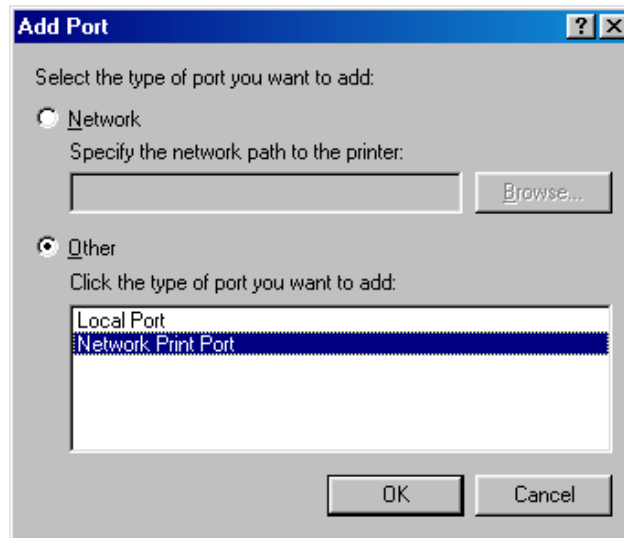 Add Port
Select the type of port you want to add:
Network
Specify the network path to the printer:
Browse...
Other
Click the type of port you want to add:
Local Port
Network Print Port
OK Cancel